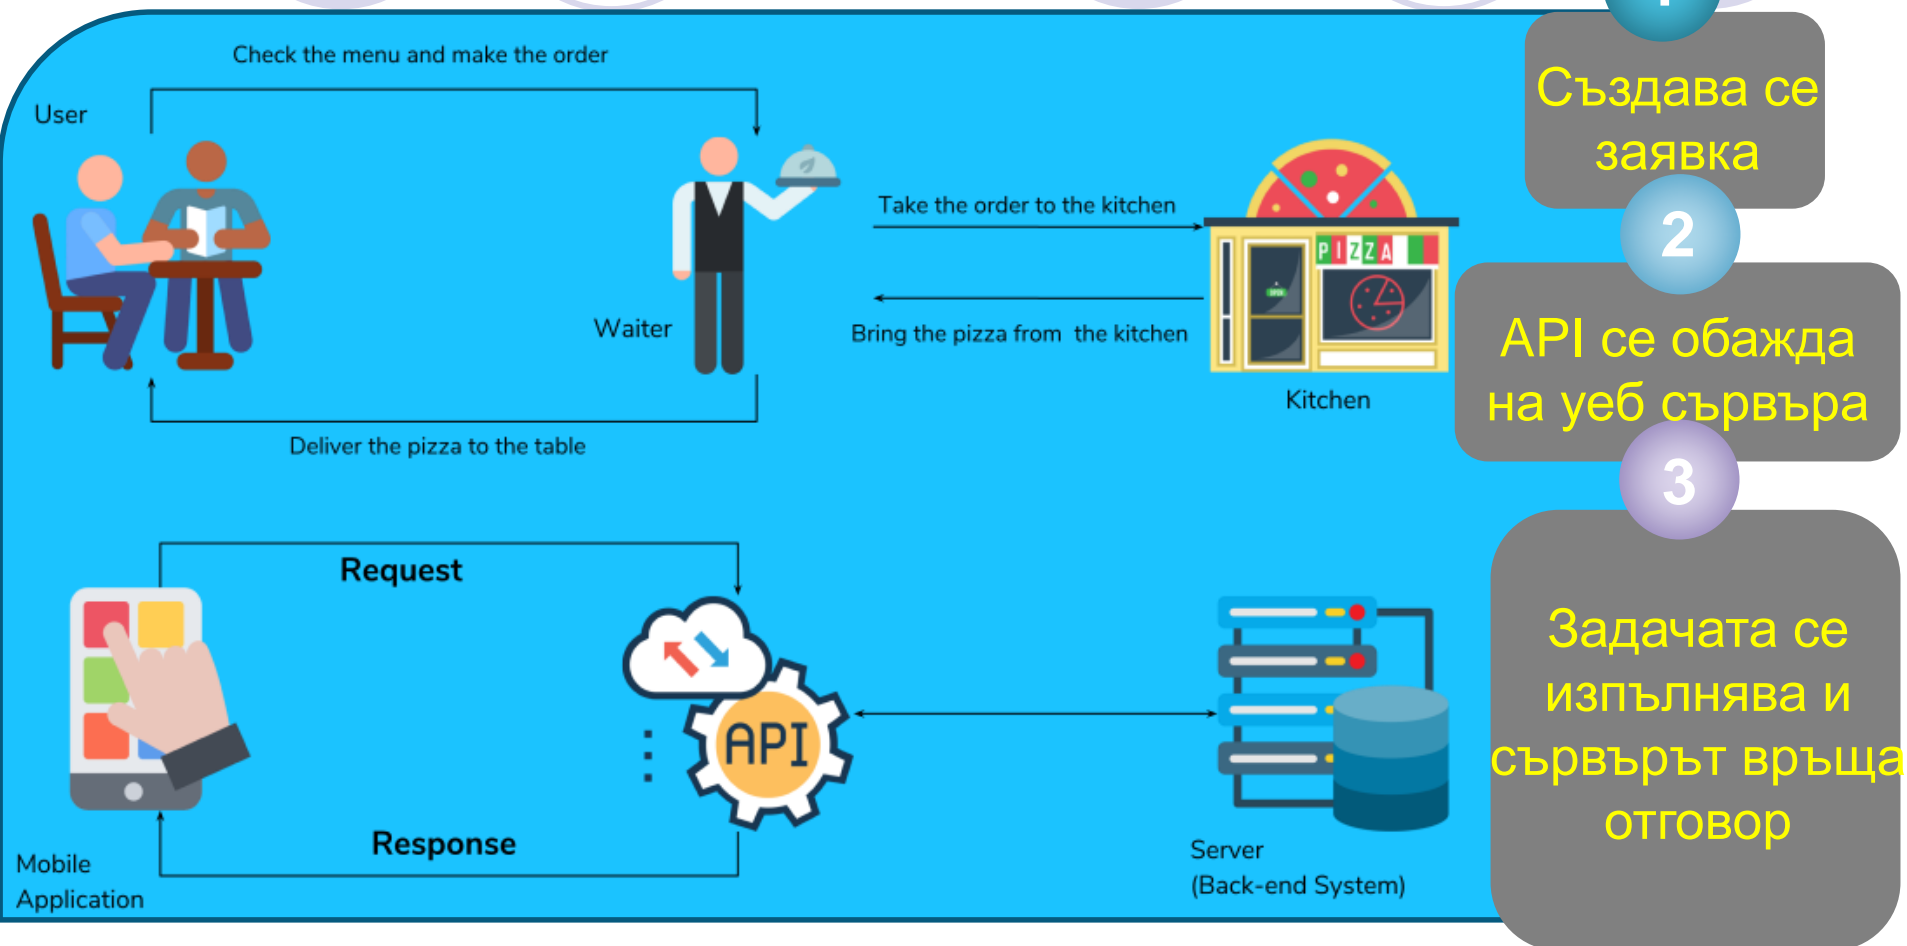 Check the menu and make the order
User
Take the order to the kitchen
PIZZA
OPEN
Waiter
Bring the pizza from the kitchen
Kitchen
Deliver the pizza to the table
Request
API
Response
Mobile
Application
Server
(Back-end System)
1
Създава се
заявка
2
API се обажда
на уеб сървъра
3
Задачата се
изпълнява и
сървърът връща
отговор